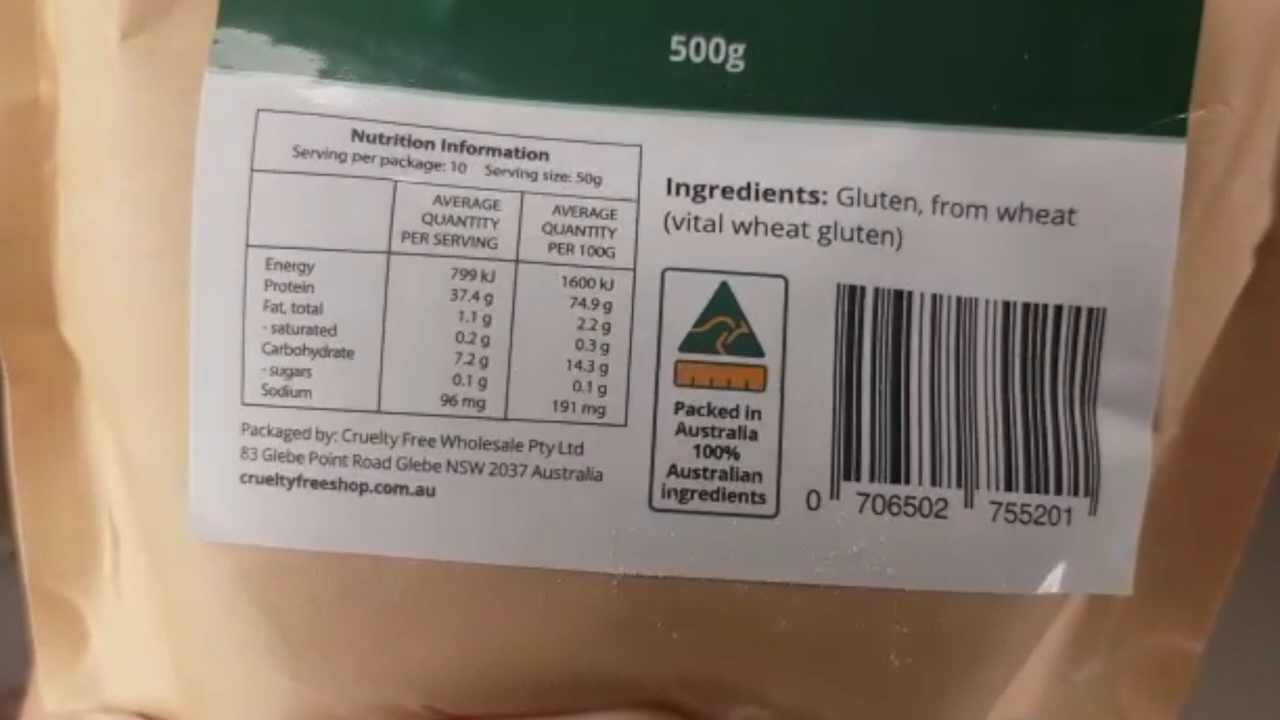 500g
Nutrition Information
Serving per package: 10 Serving size: 50g
AVERAGE QUANTITY PER SERVING AVERAGE QUANTITY PER 100G
Energy 799 kJ 1600 kJ
Protein 37.4 g 74.9 g
Fat, total 1.1 g 2.2 g
- saturated 0.2 g 0.3 g
Carbohydrate 7.2 g 14.3 g
- sugars 0.1 g 0.1 g
Sodium 96 mg 191 mg
Packaged by: Cruelty Free Wholesale Pty Ltd
83 Glebe Point Road Glebe NSW 2037 Australia
crueltyfreeshop.com.au
Ingredients: Gluten, from wheat
(vital wheat gluten)
Packed in
Australia
100%
Australian
ingredients
0 706502 755201